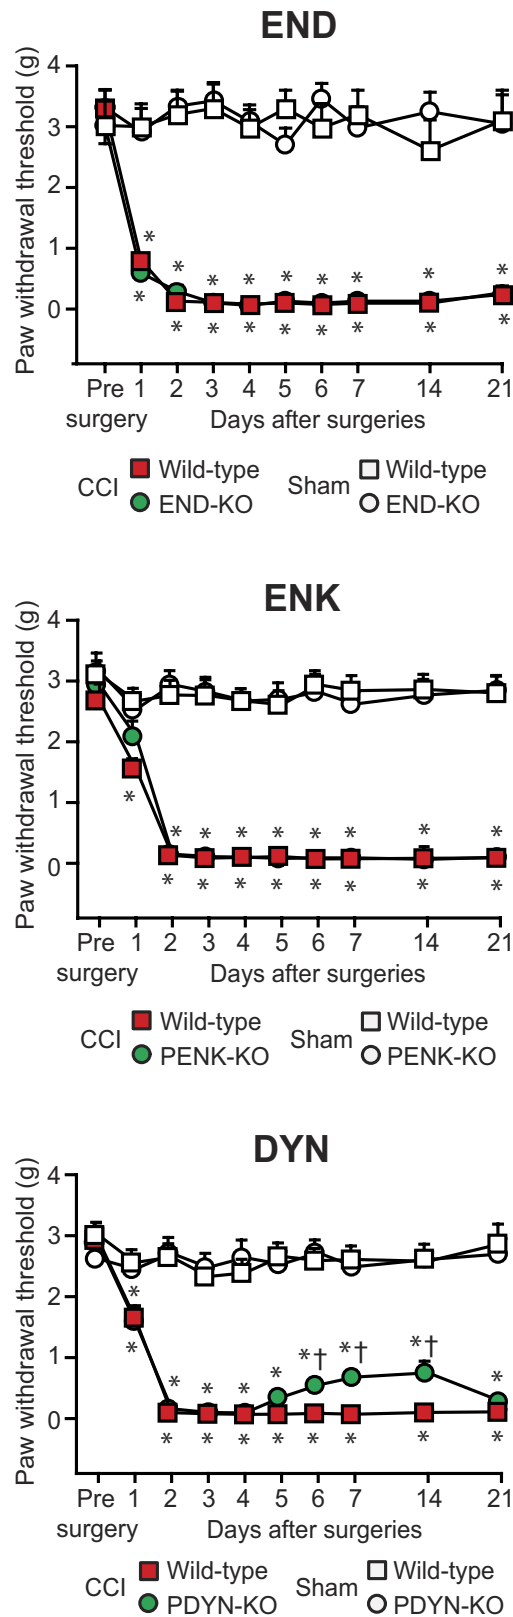 END
Paw withdrawal threshold (g)
4
3
2
1
0
* * * * * * * * *
* * * * * * * * *
Pre 1 2 3 4 5 6 7 14 21
surgery Days after surgeries
CCI Wild-type Sham Wild-type
END-KO END-KO
ENK
Paw withdrawal threshold (g)
4
3
2
1
0
* * * * * * * *
* * * * * * * * *
Pre 1 2 3 4 5 6 7 14 21
surgery Days after surgeries
CCI Wild-type Sham Wild-type
PENK-KO PENK-KO
DYN
Paw withdrawal threshold (g)
4
3
2
1
0
* * * * * *† *† *† *
* * * * * * * * *
Pre 1 2 3 4 5 6 7 14 21
surgery Days after surgeries
CCI Wild-type Sham Wild-type
PDYN-KO PDYN-KO